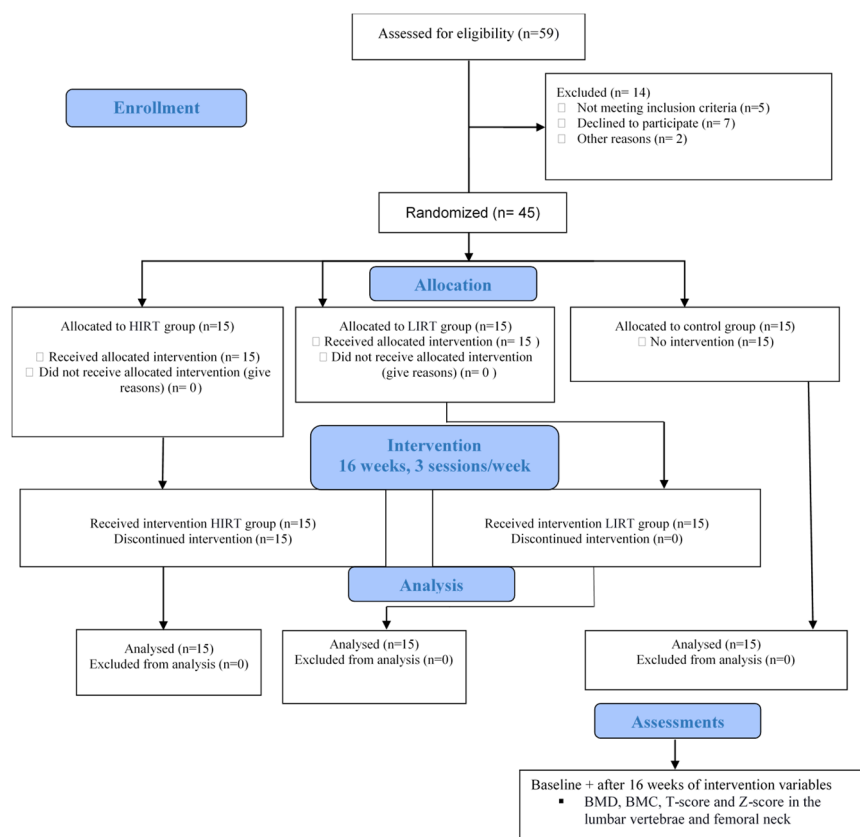 Assessed for eligibility (n=59)
Enrollment
Excluded (n= 14)
□ Not meeting inclusion criteria (n=5)
□ Declined to participate (n= 7)
□ Other reasons (n= 2)
Randomized (n= 45)
Allocation
Allocated to HIRT group (n=15)
□ Received allocated intervention (n= 15)
□ Did not receive allocated intervention (give
reasons) (n= 0)
Allocated to LIRT group (n=15)
□ Received allocated intervention (n= 15 )
□ Did not receive allocated intervention
(give reasons) (n= 0 )
Allocated to control group (n=15)
□ No intervention (n=15)
Intervention
16 weeks, 3 sessions/week
Received intervention HIRT group (n=15)
Discontinued intervention (n=15)
Received intervention LIRT group (n=15)
Discontinued intervention (n=0)
Analysis
Analysed (n=15)
Excluded from analysis (n=0)
Analysed (n=15)
Excluded from analysis (n=0)
Analysed (n=15)
Excluded from analysis (n=0)
Assessments
Baseline + after 16 weeks of intervention variables
▪ BMD, BMC, T-score and Z-score in the
lumbar vertebrae and femoral neck